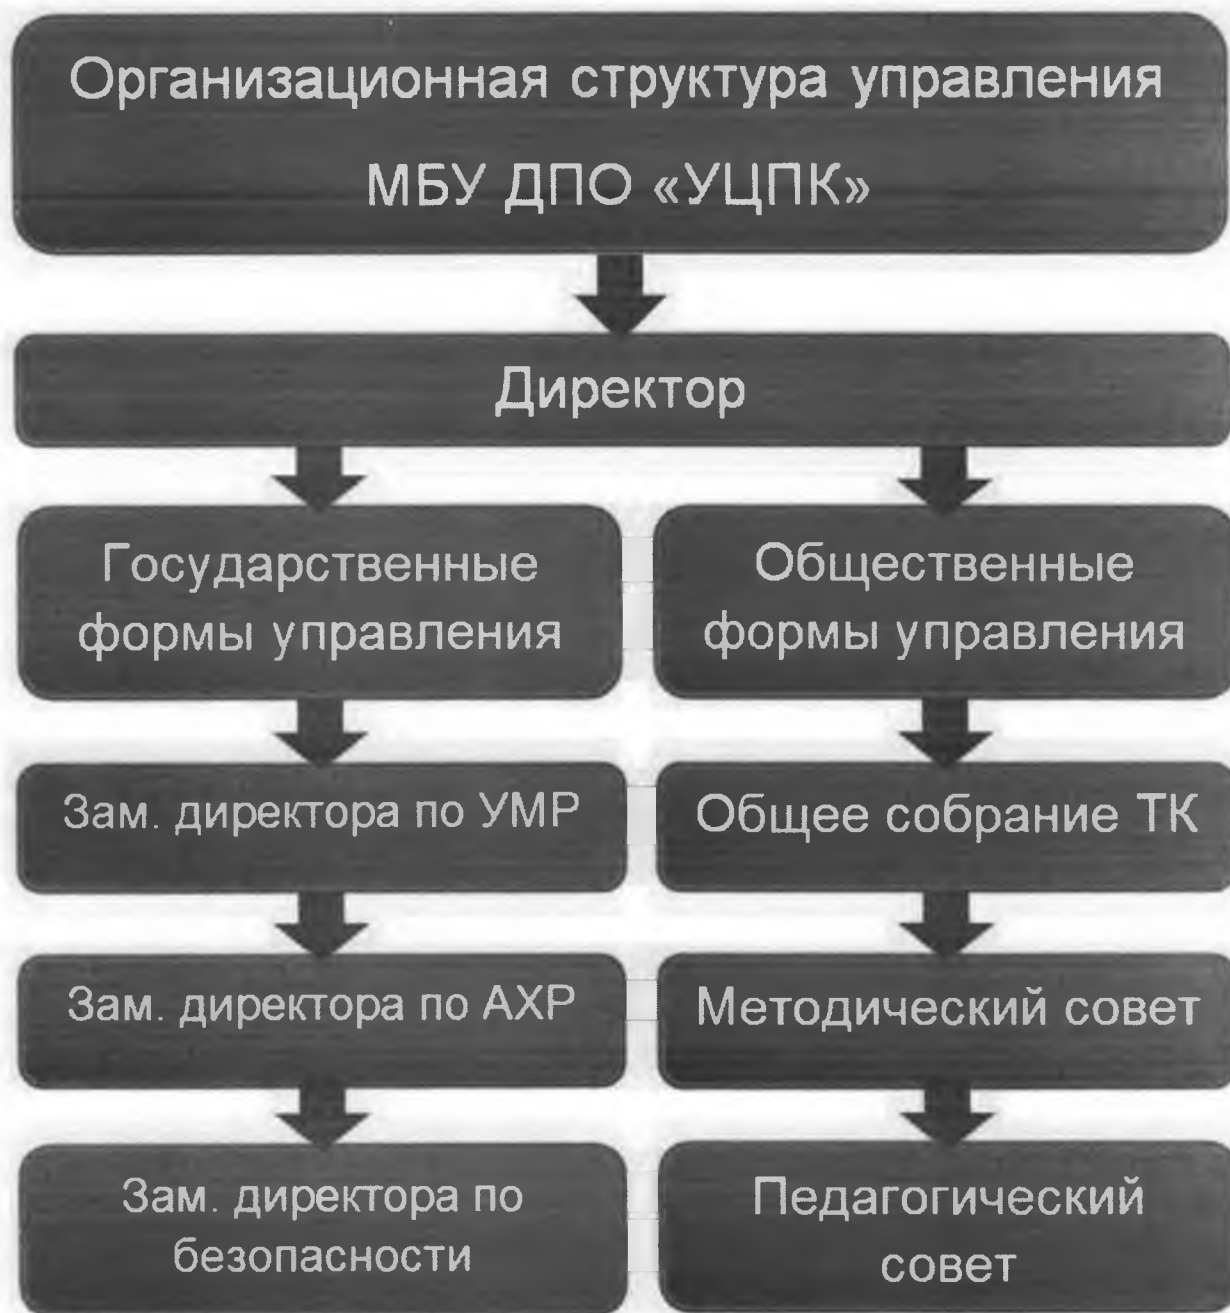 Организационная структура управления
МБУ ДПО «УЦПК»
Директор
Государственные
формы управления
Общественные
формы управления
Зам. директора по УМР
Общее собрание ТК
Зам. директора по АХР
Методический совет
Зам. директора по
безопасности
Педагогический
совет